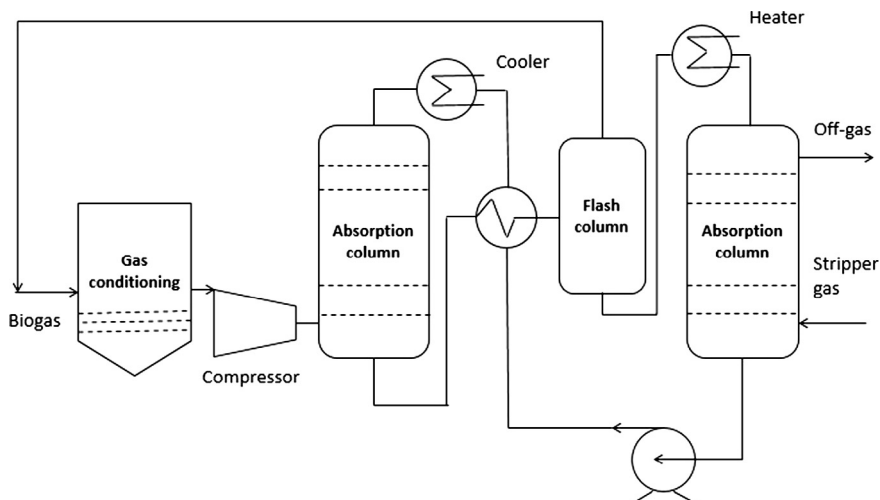 Heater
Cooler
Off-gas
Absorption
column
Flash
column
Absorption
column
Gas
conditioning
Stripper
gas
Biogas
Compressor